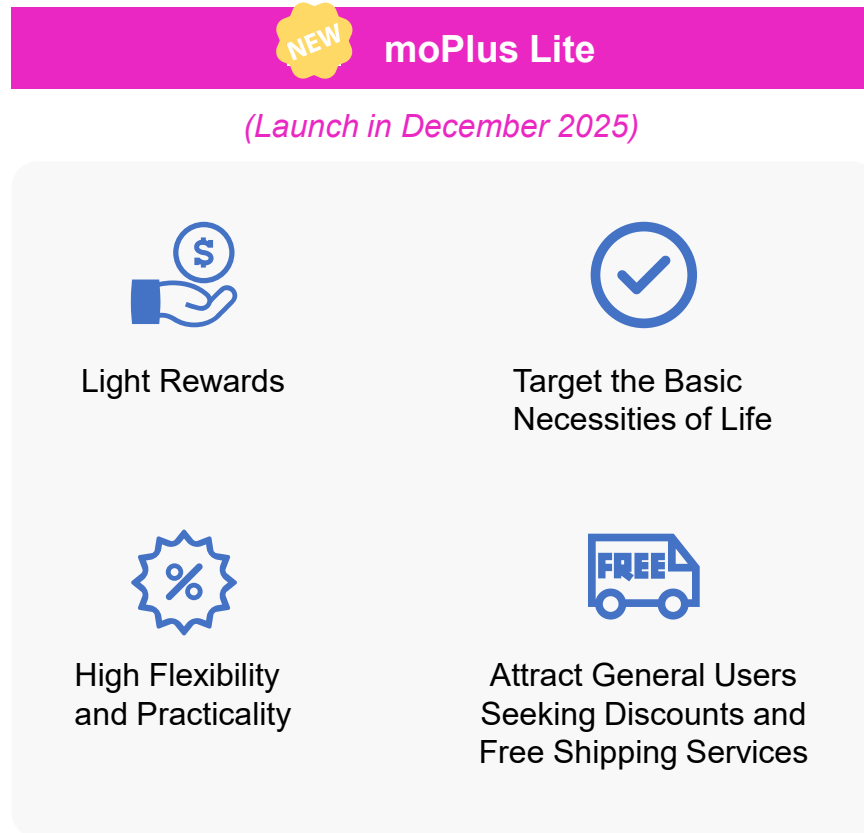 NEW
moPlus Lite
(Launch in December 2025)
$
Light Rewards
Target the Basic
Necessities of Life
%
FREE
High Flexibility
and Practicality
Attract General Users
Seeking Discounts and
Free Shipping Services